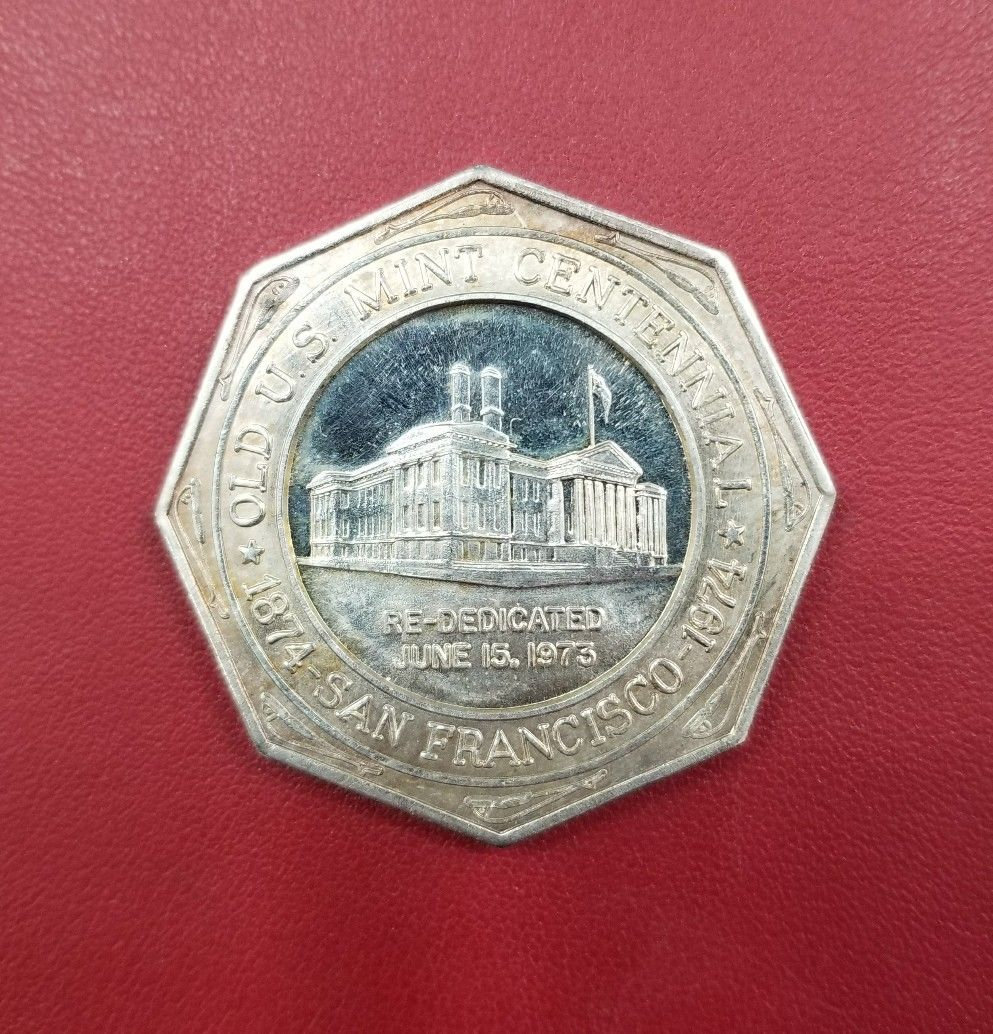 OLD U.S. MINT CENTENNIAL
RE-DEDICATED
JUNE 15, 1973
1874-SAN FRANCISCO-1974